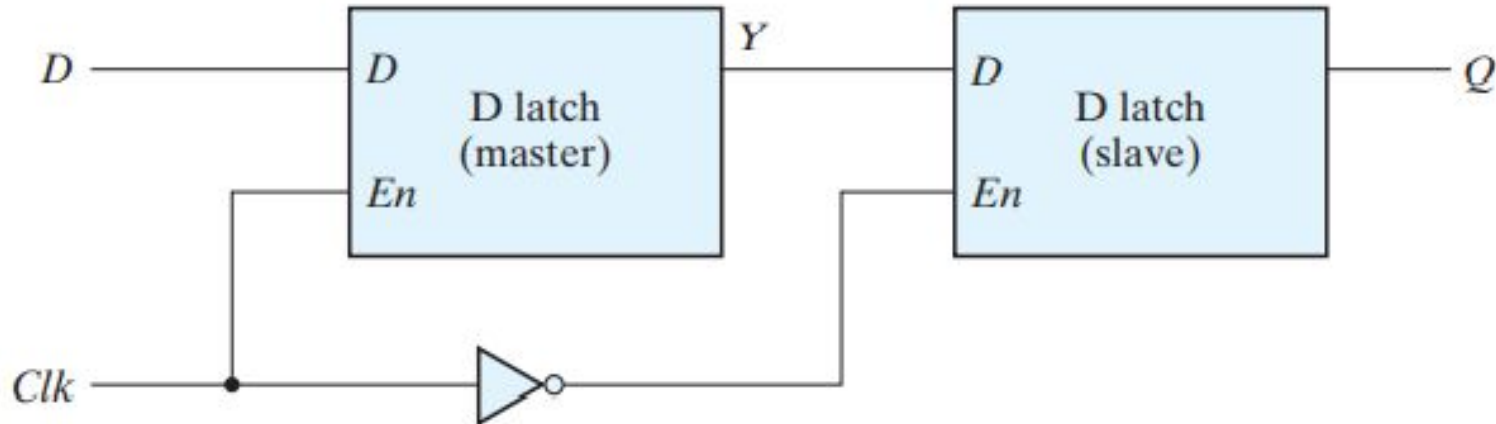 D
D
D latch
(master)
En
Y
D
D latch
(slave)
En
Q
Clk